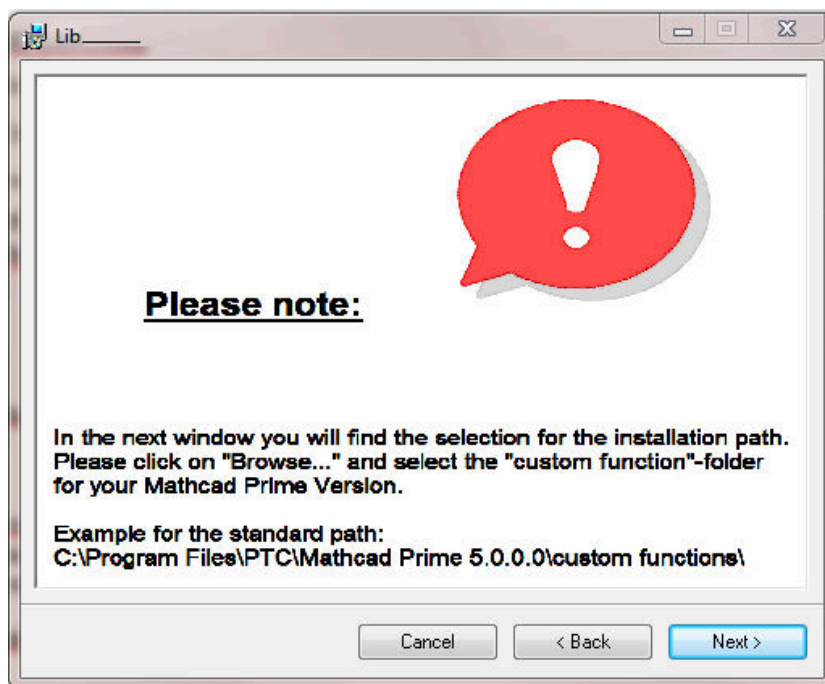 Lib
Please note:
In the next window you will find the selection for the installation path.
Please click on "Browse..." and select the "custom function"-folder
for your Mathcad Prime Version.
Example for the standard path:
C:\Program Files\PTC\Mathcad Prime 5.0.0.0\custom functions\
Cancel
< Back
Next >